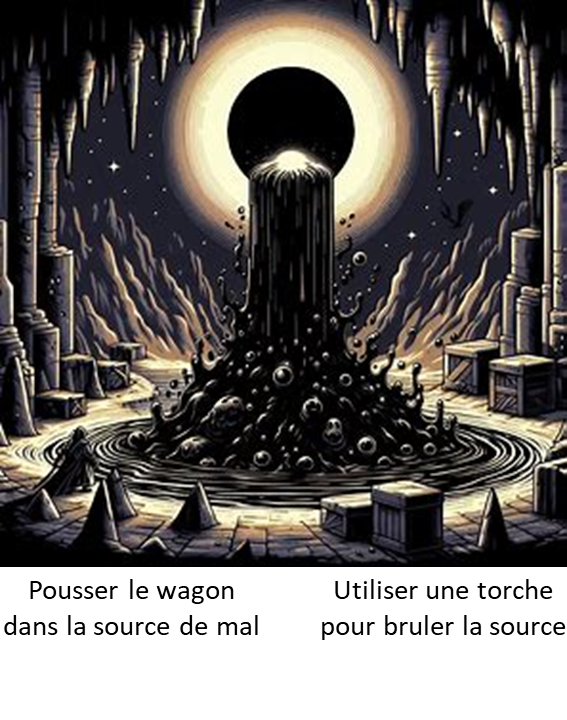 Pousser le wagon
dans la source de mal
Utiliser une torche
pour bruler la source